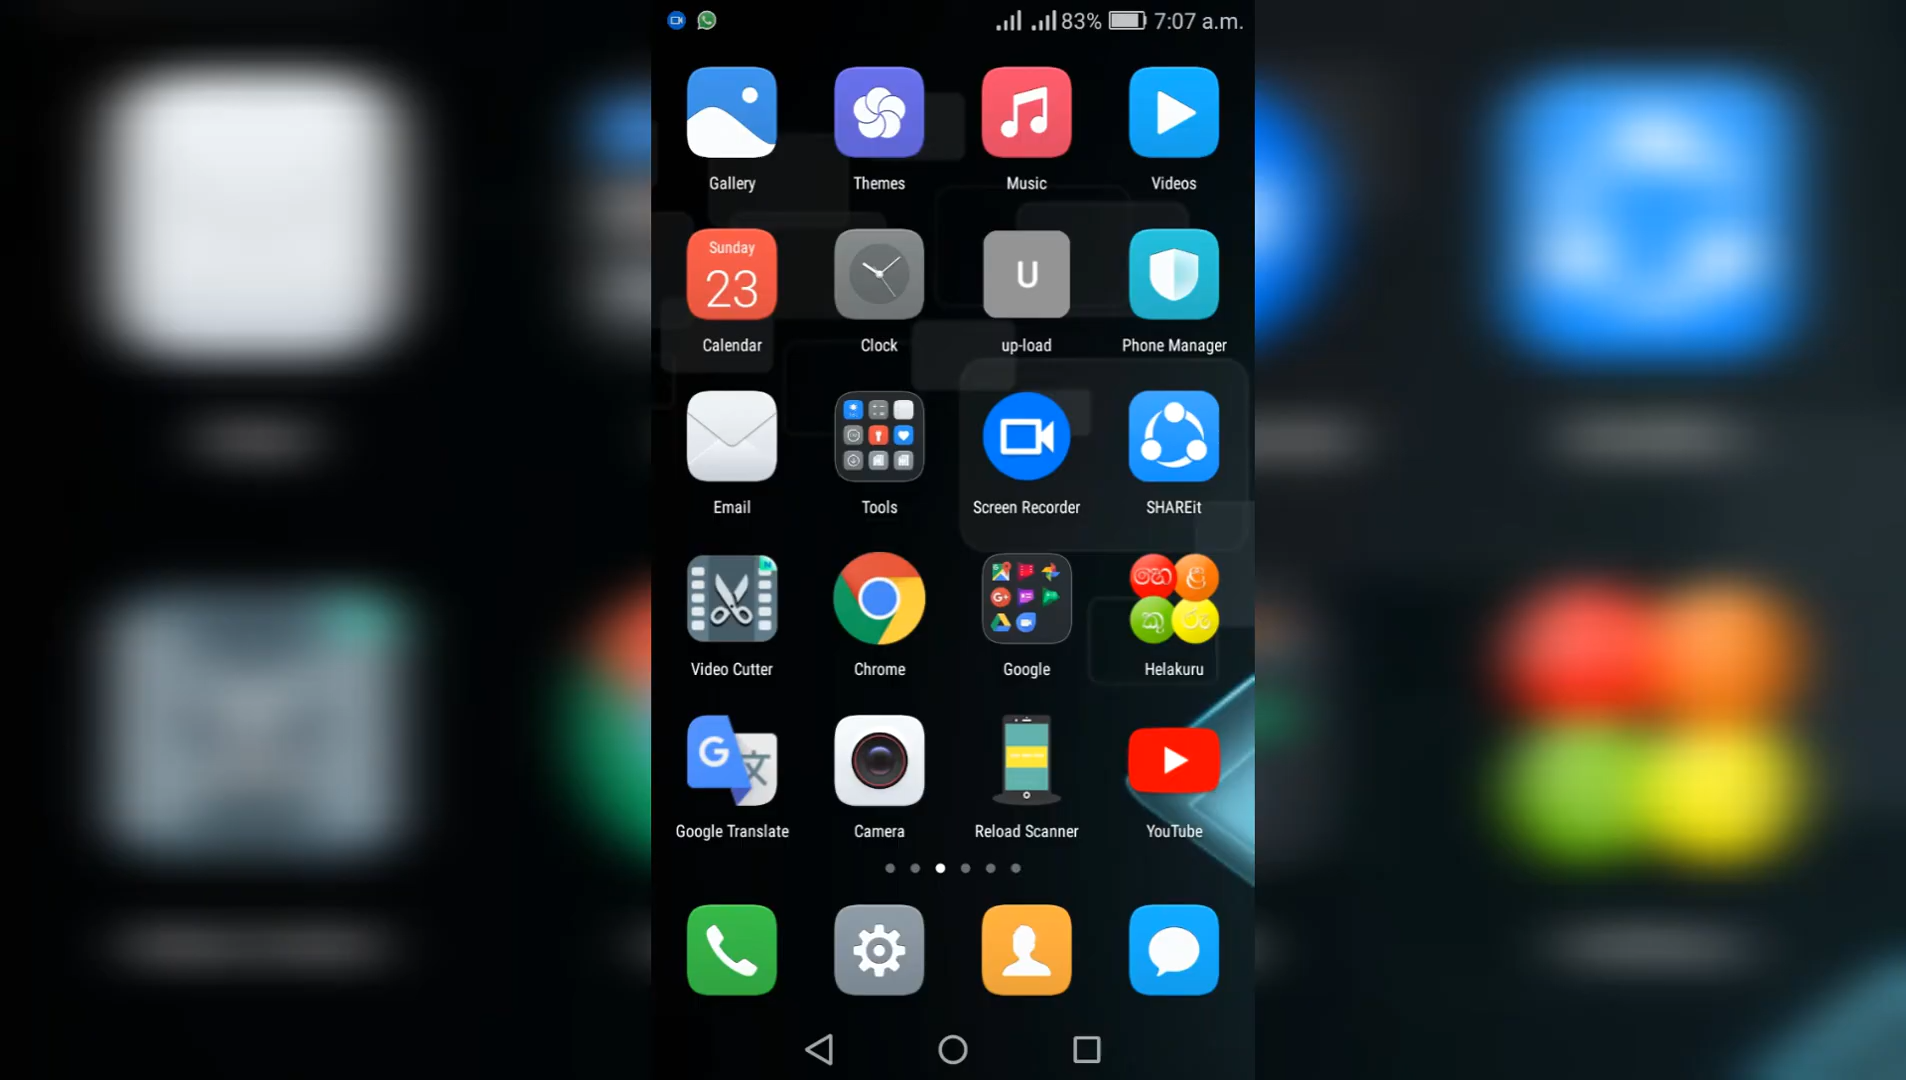 83% 7:07 a.m.
Gallery Themes Music Videos
Sunday
23
U
Calendar Clock up-load Phone Manager
Email Tools Screen Recorder SHAREit
N
හෙ ළ
කු රු
Video Cutter Chrome Google Helakuru
G 文
Google Translate Camera Reload Scanner YouTube